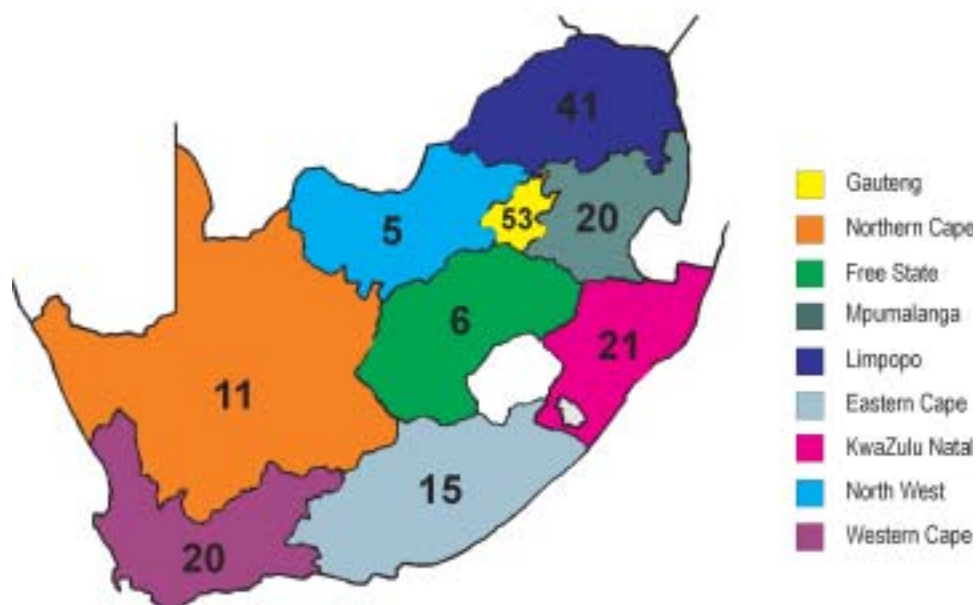 41
5
53
20
6
21
11
15
20
Gauteng
Northern Cape
Free State
Mpumalanga
Limpopo
Eastern Cape
KwaZulu Natal
North West
Western Cape